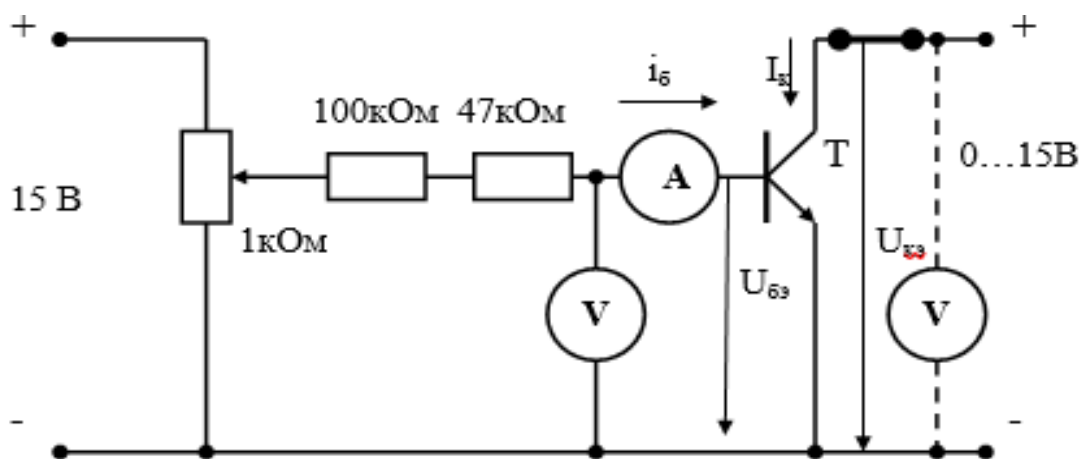 +
+
iб
Iк
100кОм 47кОм
А
Т
0...15В
15 В
1кОм
Uкэ
Uбэ
V
V
-
-